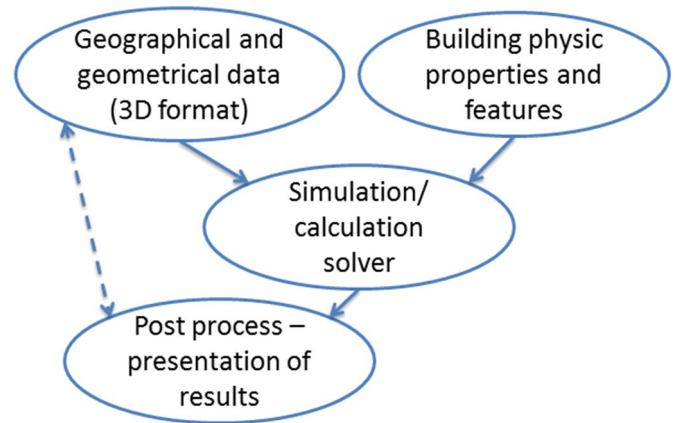 Geographical and
geometrical data
(3D format)
Building physic
properties and
features
Simulation/
calculation
solver
Post process –
presentation of
results